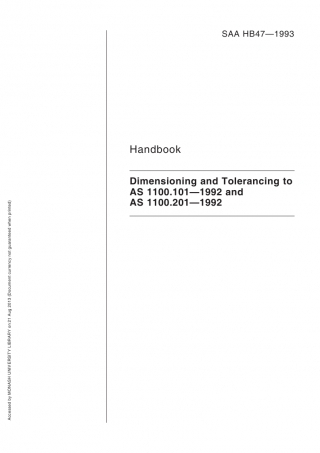 SAA HB47—1993
Handbook
Dimensioning and Tolerancing to
AS 1100.101—1992 and
AS 1100.201—1992
Accessed by MONASH UNIVERSITY LIBRARY on 21 Aug 2013 (Document currency not guaranteed when printed)